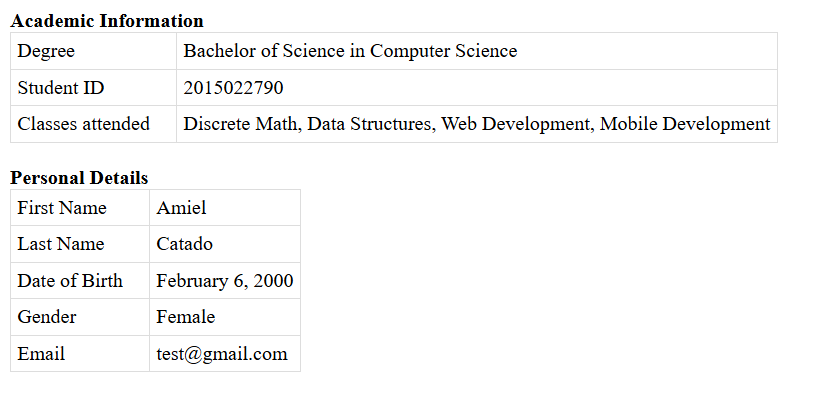 Academic Information
Degree Bachelor of Science in Computer Science
Student ID 2015022790
Classes attended Discrete Math, Data Structures, Web Development, Mobile Development
Personal Details
First Name Amiel
Last Name Catado
Date of Birth February 6, 2000
Gender Female
Email test@gmail.com